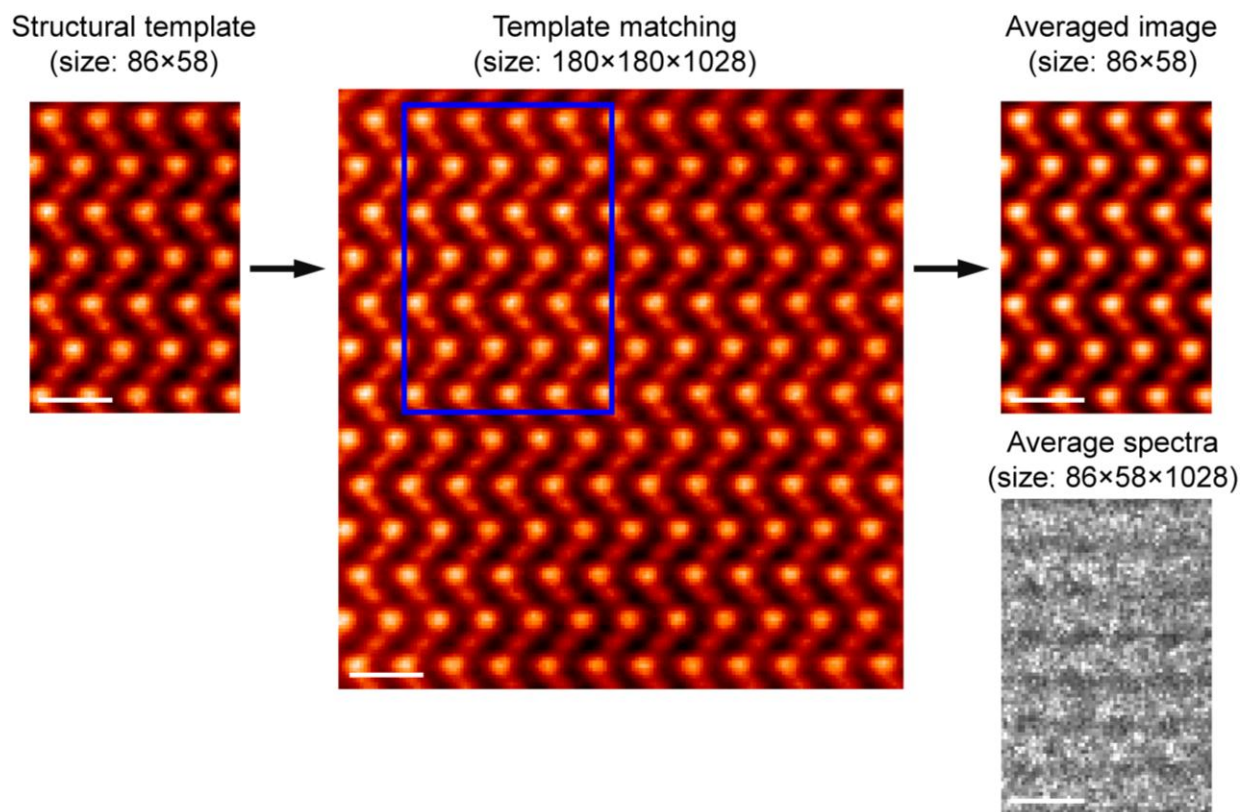 Structural template
(size: 86×58)
Template matching
(size: 180×180×1028)
Averaged image
(size: 86×58)
Average spectra
(size: 86×58×1028)